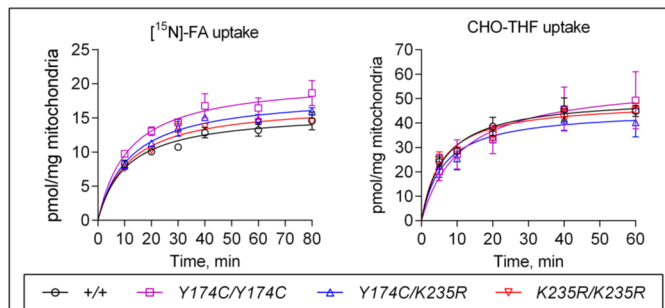 [¹⁵N]-FA uptake
pmol/mg mitochondria
25
20
15
10
5
0
0 10 20 30 40 50 60 70 80
Time, min
CHO-THF uptake
pmol/mg mitochondria
70
60
50
40
30
20
10
0
0 10 20 30 40 50 60
Time, min
+/+ Y174C/Y174C Y174C/K235R K235R/K235R